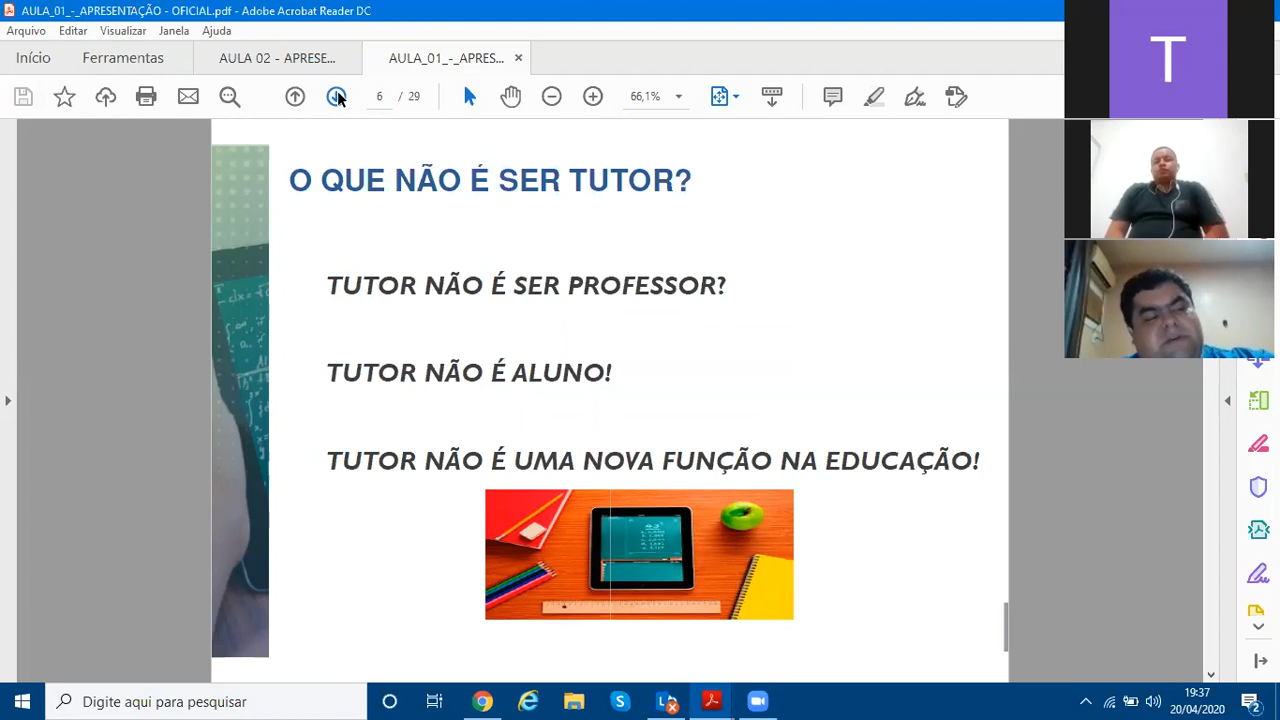 AULA_01_-_APRESENTAÇÃO - OFICIAL.pdf - Adobe Acrobat Reader DC
Arquivo Editar Visualizar Janela Ajuda
Início Ferramentas AULA 02 - APRESE... AULA_01_-_APRES... ×
6 / 29 66,1%
T
O QUE NÃO É SER TUTOR?
TUTOR NÃO É SER PROFESSOR?
TUTOR NÃO É ALUNO!
TUTOR NÃO É UMA NOVA FUNÇÃO NA EDUCAÇÃO!
Digite aqui para pesquisar
19:37
20/04/2020
2